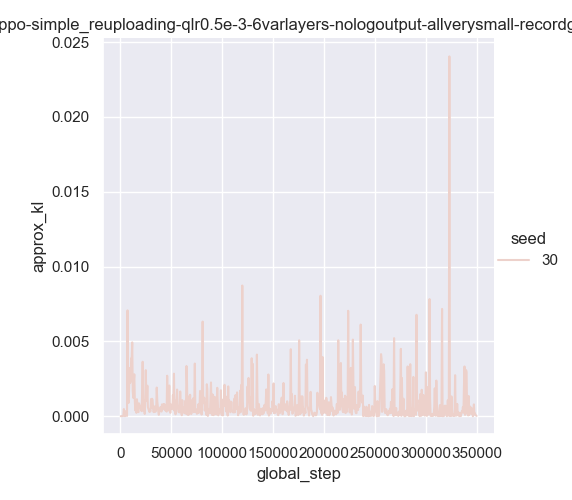 ppo-simple_reuploading-qlr0.5e-3-6varlayers-nologoutput-allverysmall-recordg
0.025
0.020
0.015
0.010
0.005
0.000
approx_kl
0 50000 100000 150000 200000 250000 300000 350000
global_step
seed
30